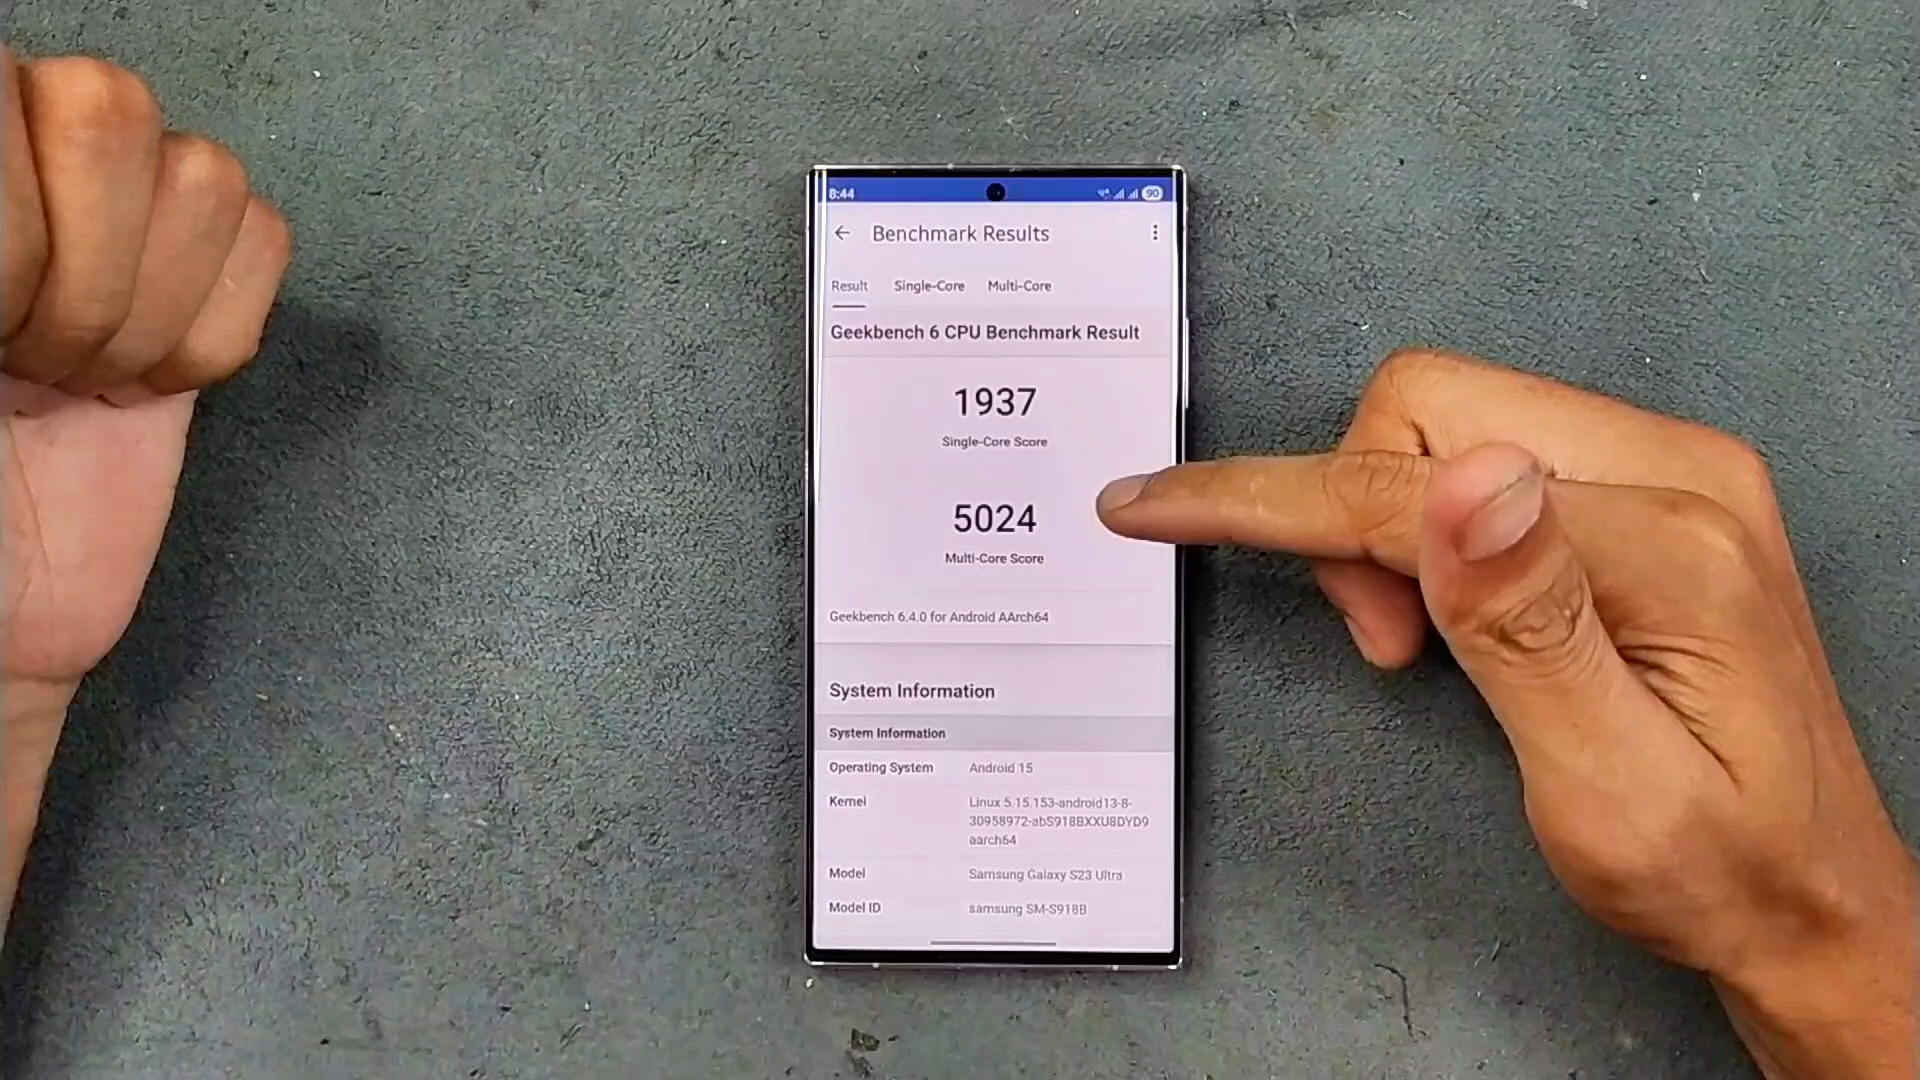 8:44
90
Benchmark Results
Result Single-Core Multi-Core
Geekbench 6 CPU Benchmark Result
1937
Single-Core Score
5024
Multi-Core Score
Geekbench 6.4.0 for Android AArch64
System Information
System Information
Operating System Android 15
Kernel Linux 5.15.153-android13-8-
30958972-abS918BXXU8DYD9
aarch64
Model Samsung Galaxy S23 Ultra
Model ID samsung SM-S918B